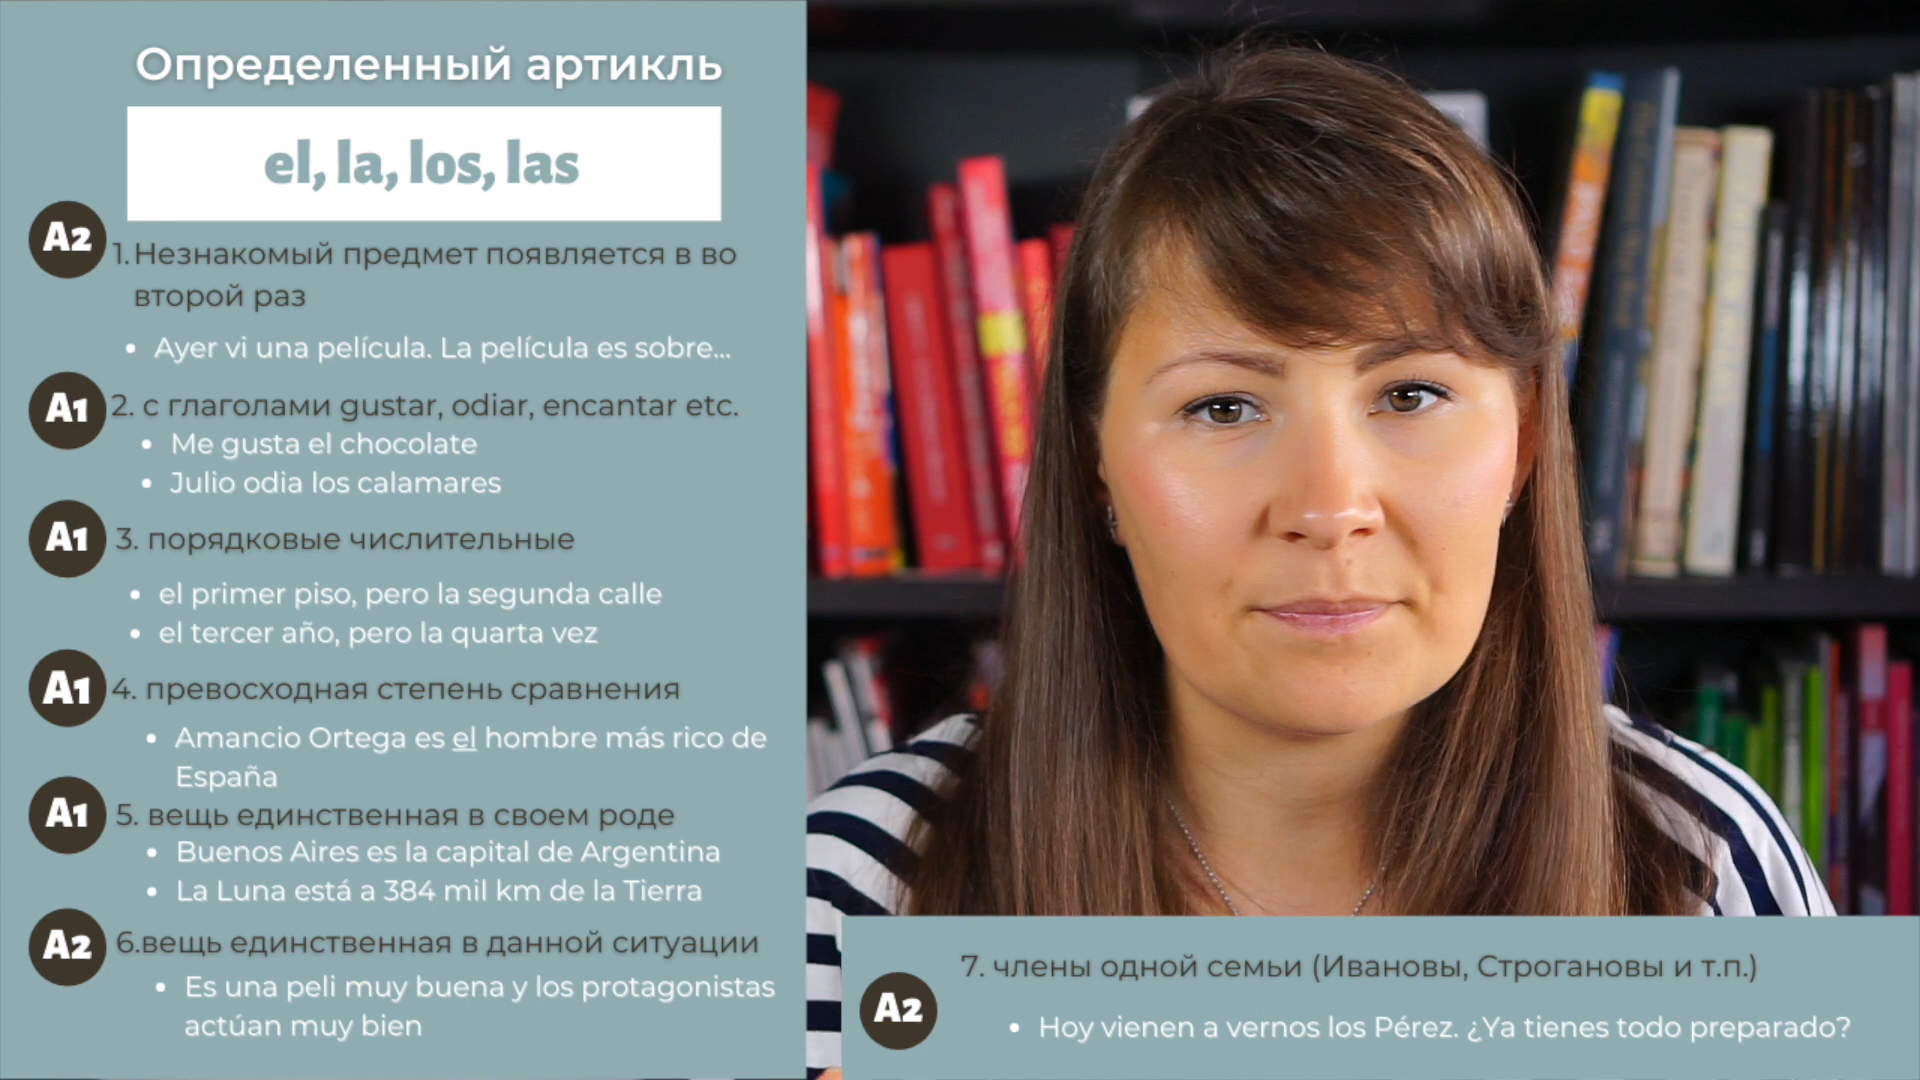 Определенный артикль
el, la, los, las
A2
1. Незнакомый предмет появляется в во
второй раз
• Ayer vi una película. La película es sobre...
A1
2. с глаголами gustar, odiar, encantar etc.
• Me gusta el chocolate
• Julio odia los calamares
A1
3. порядковые числительные
• el primer piso, pero la segunda calle
• el tercer año, pero la quarta vez
A1
4. превосходная степень сравнения
• Amancio Ortega es el hombre más rico de
España
A1
5. вещь единственная в своем роде
• Buenos Aires es la capital de Argentina
• La Luna está a 384 mil km de la Tierra
A2
6.вещь единственная в данной ситуации
• Es una peli muy buena y los protagonistas
actúan muy bien
A2
7. члены одной семьи (Ивановы, Строгановы и т.п.)
• Hoy vienen a vernos los Pérez. ¿Ya tienes todo preparado?